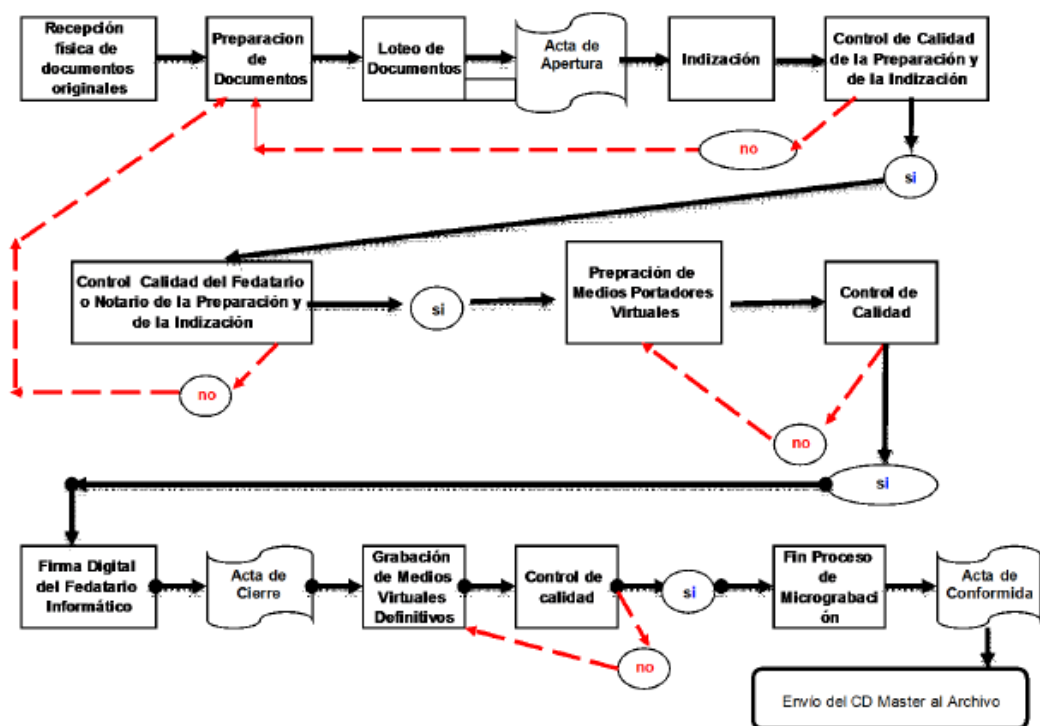 Recepción
física de
documentos
originales
Preparacion
de
Documentos
Loteo de
Documentos
Acta de
Apertura
Indización
Control de Calidad
de la Preparación y
de la Indización
no
si
Control Calidad del Fedatario
o Notario de la Preparación y
de la Indización
si
Prepración de
Medios Portadores
Virtuales
Control de
Calidad
no
no
si
Firma Digital
del Fedatario
Informático
Acta de
Cierre
Grabación
de Medios
Virtuales
Definitivos
Control de
calidad
si
Fin Proceso
de
Micrograbaci
ón
Acta de
Conformida
no
Envío del CD Master al Archivo